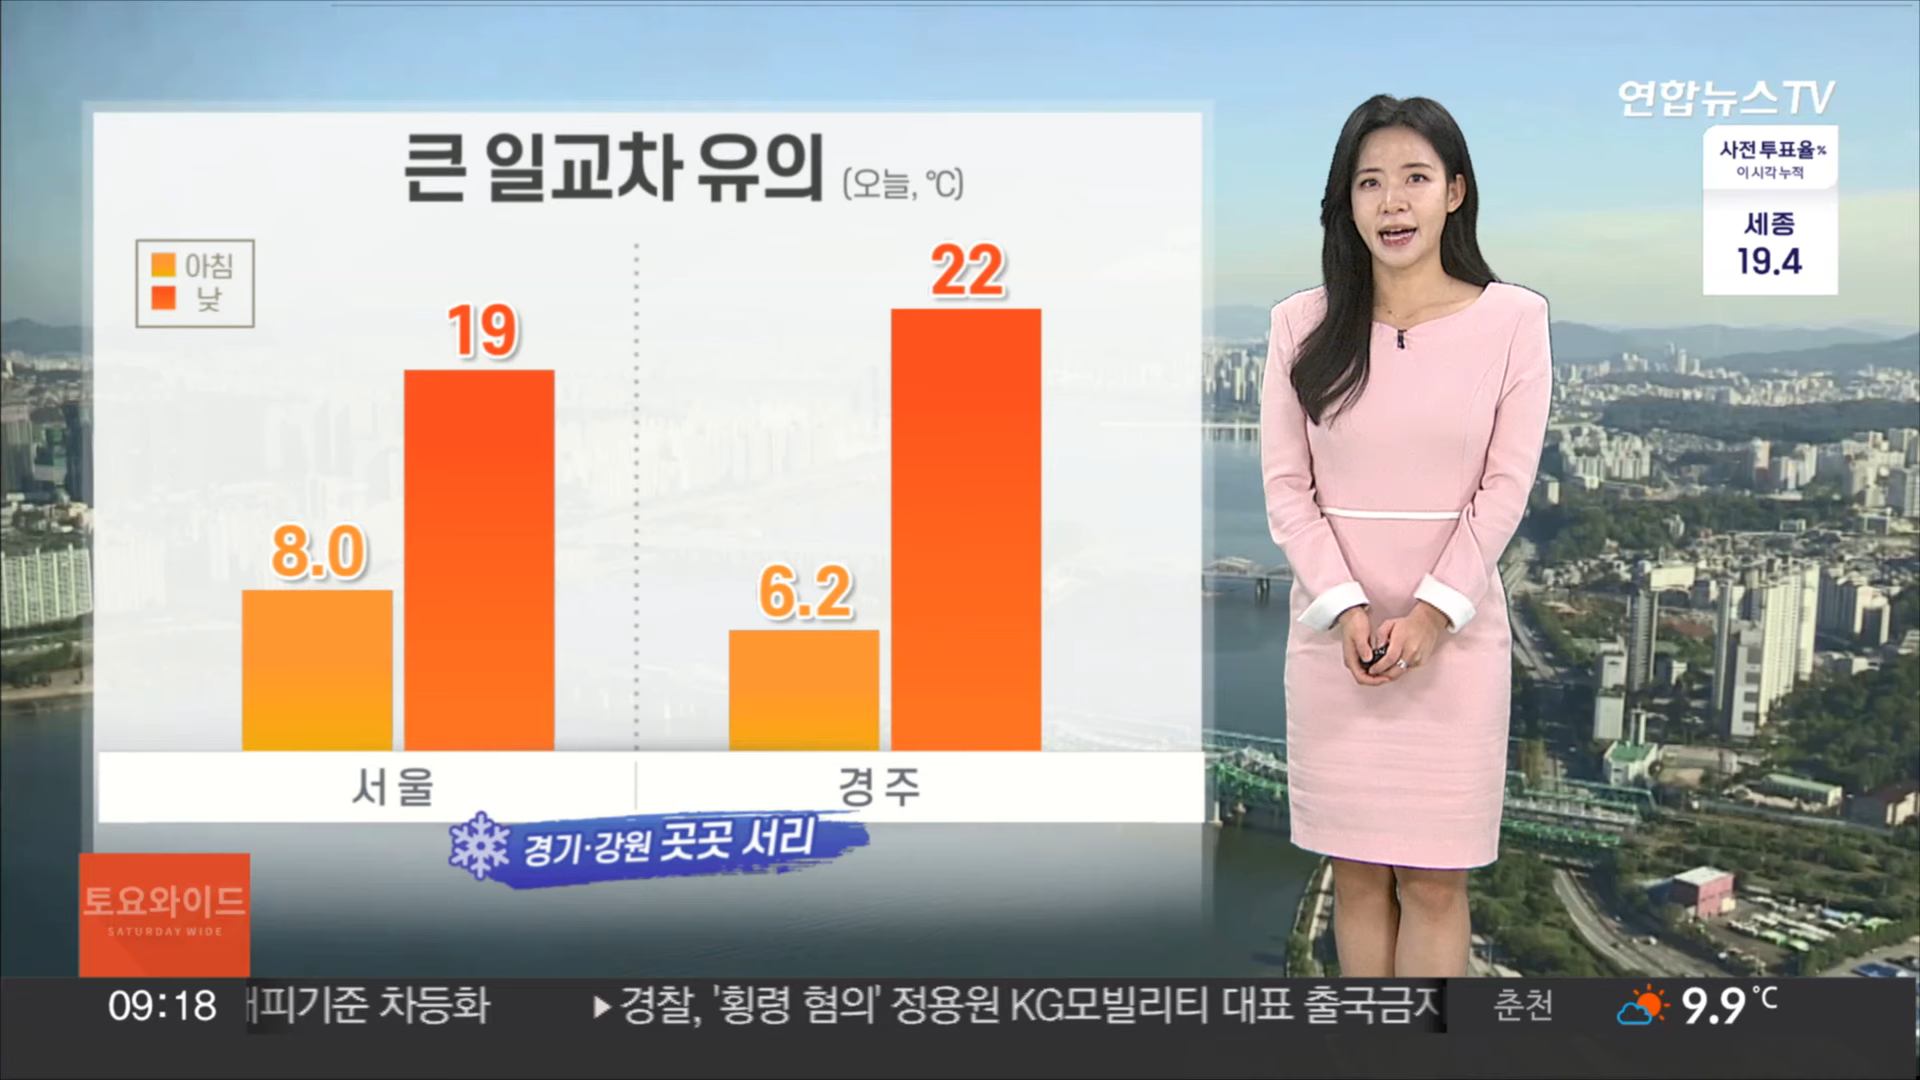 큰 일교차 유의 (오늘, ℃)
연합뉴스TV
사전투표율%
이 시각 누적
세종
19.4
아침
낮
19
22
8.0
6.2
서울
경주
경기·강원 곳곳 서리
토요와이드
SATURDAY WIDE
09:18
피기준 차등화 ▶경찰, '횡령 혐의' 정용원 KG모빌리티 대표 출국금지
춘천
9.9℃